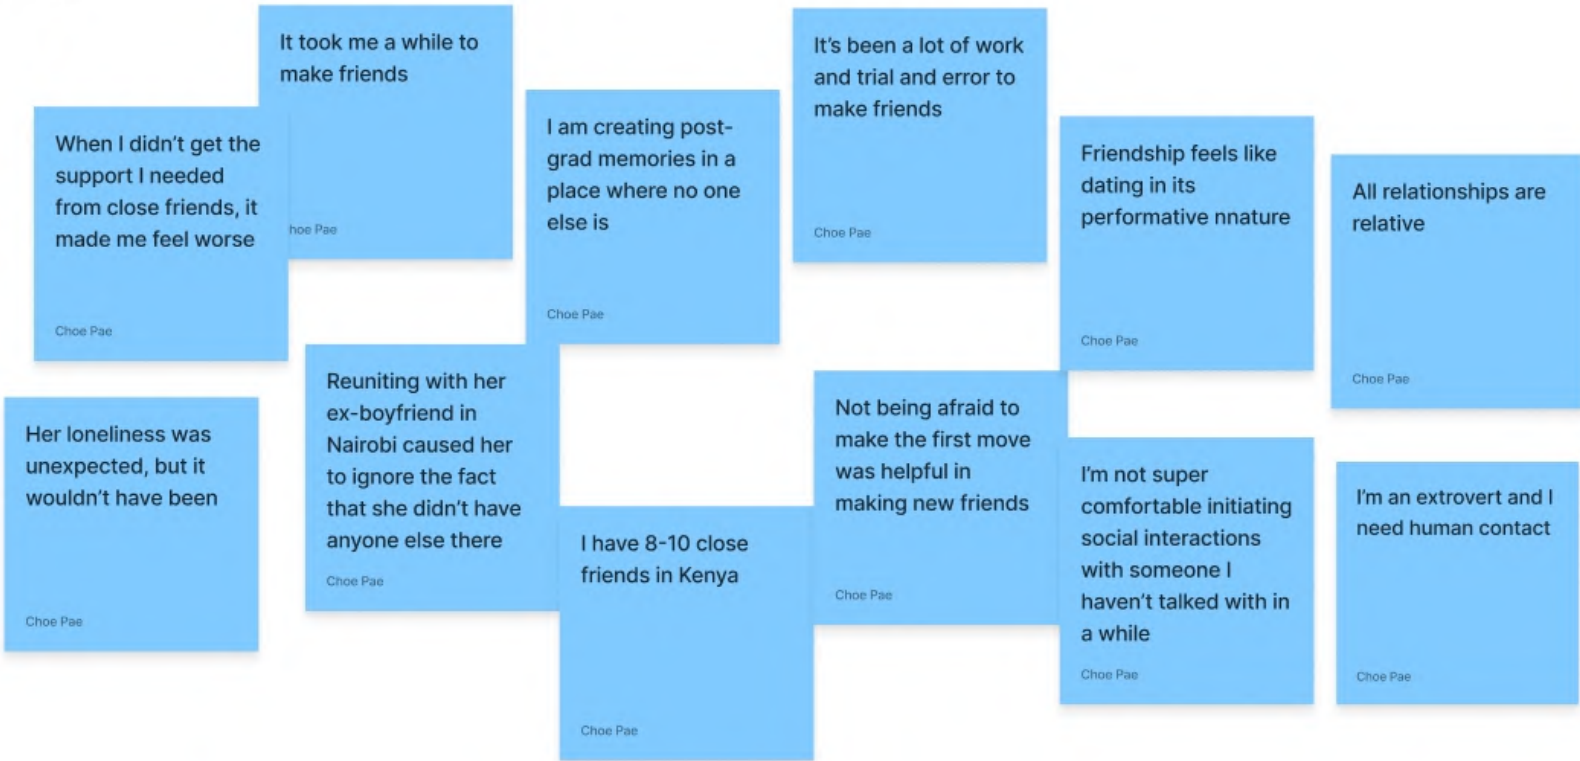 It took me a while to
make friends
hoe Pae
When I didn't get the
support I needed
from close friends, it
made me feel worse
Choe Pae
I am creating post-
grad memories in a
place where no one
else is
Choe Pae
It's been a lot of work
and trial and error to
make friends
Choe Pae
Friendship feels like
dating in its
performative nnature
Choe Pae
All relationships are
relative
Choe Pae
Her loneliness was
unexpected, but it
wouldn't have been
Choe Pae
Reuniting with her
ex-boyfriend in
Nairobi caused her
to ignore the fact
that she didn't have
anyone else there
Choe Pae
I have 8-10 close
friends in Kenya
Choe Pae
Not being afraid to
make the first move
was helpful in
making new friends
Choe Pae
I'm not super
comfortable initiating
social interactions
with someone I
haven't talked with in
a while
Choe Pae
I'm an extrovert and I
need human contact
Choe Pae